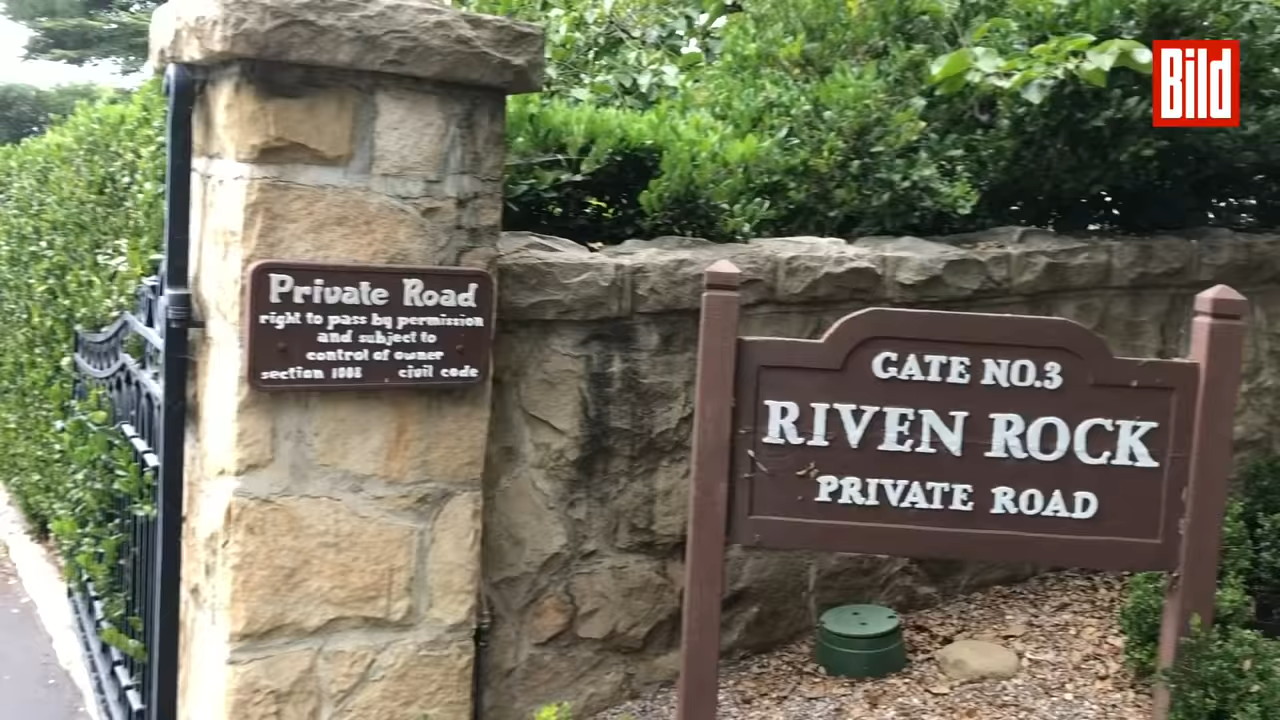 Bild
Private Road
right to pass by permission
and subject to
control of owner
section 1008 civil code
GATE NO.3
RIVEN ROCK
PRIVATE ROAD